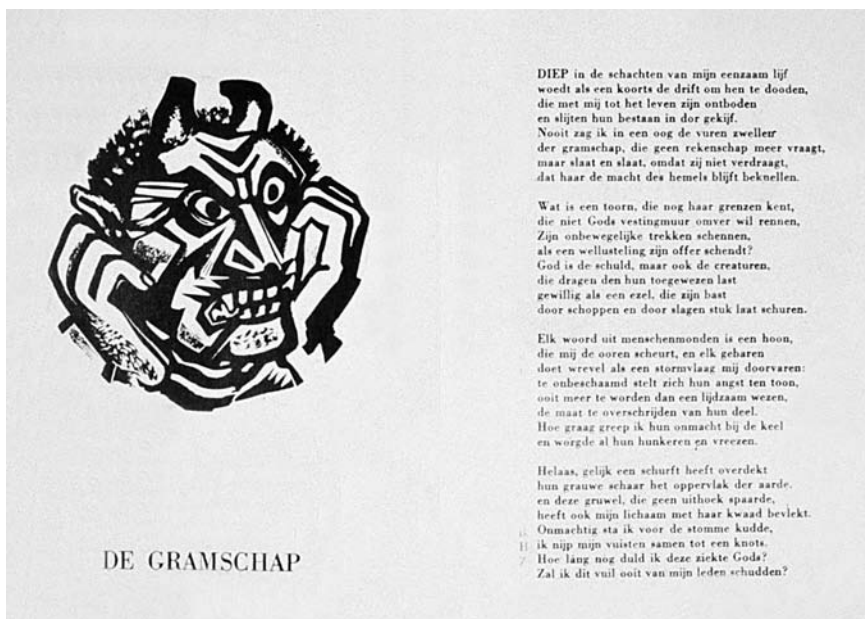 DE GRAMSCHAP
DIEP in de schachten van mijn eenzaam lijf
woedt als een koorts de drift om hen te dooden,
die met mij tot het leven zijn ontboden
en slijten hun bestaan in dor gekijf.
Nooit zag ik in een oog de vuren zwellen
der gramschap, die geen rekenschap meer vraagt,
maar slaat en slaat, omdat zij niet verdraagt,
dat haar de macht des hemels blijft beknellen.
Wat is een toorn, die nog haar grenzen kent,
die niet Gods vestingmuur omver wil rennen,
Zijn onbewegelijke trekken schennen,
als een wellusteling zijn offer schendt?
God is de schuld, maar ook de creaturen,
die dragen den hun toegewezen last
gewillig als een ezel, die zijn bast
door schoppen en door slagen stuk laat schuren.
Elk woord uit menschenmonden is een hoon,
die mij de ooren scheurt, en elk gebaren
doet wrevel als een stormvlaag mij doorvaren:
te onbeschaamd stelt zich hun angst ten toon,
ooit meer te worden dan een lijdzaam wezen,
de maat te overschrijden van hun deel.
Hoe graag greep ik hun onmacht bij de keel
en worgde al hun hunkeren en vreezen.
Helaas, gelijk een schurft heeft overdekt
hun grauwe schaar het oppervlak der aarde,
en deze gruwel, die geen uithoek spaarde,
heeft ook mijn lichaam met haar kwaad bevlekt.
Onmachtig sta ik voor de stomme kudde,
ik nijp mijn vuisten samen tot een knots.
Hoe lang nog duld ik deze ziekte Gods?
Zal ik dit vuil ooit van mijn leden schudden?